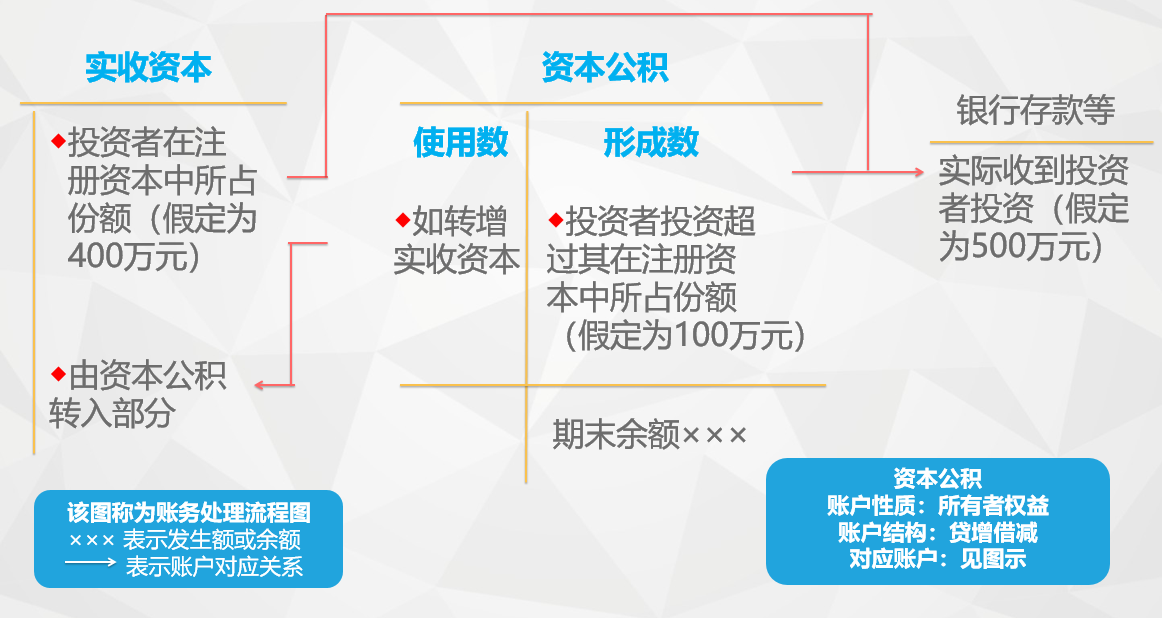 实收资本
◆投资者在注
册资本中所占
份额（假定为
400万元）
◆由资本公积
转入部分
资本公积
使用数
◆如转增
实收资本
形成数
◆投资者投资超
过其在注册资
本中所占份额
（假定为100万元）
期末余额×××
银行存款等
实际收到投资
者投资（假定
为500万元）
该图称为账务处理流程图
××× 表示发生额或余额
表示账户对应关系
资本公积
账户性质：所有者权益
账户结构：贷增借减
对应账户：见图示